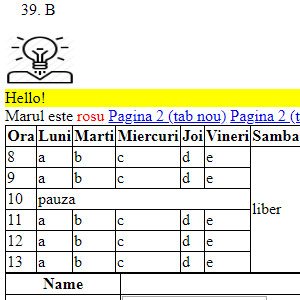 39. B
Hello!
Marul este rosu Pagina 2 (tab nou) Pagina 2 (t
Ora Luni Marti Miercuri Joi Vineri Samba
8 a b c d e
9 a b c d e
10 pauza
liber
11 a b c d e
12 a b c d e
13 a b c d e
Name